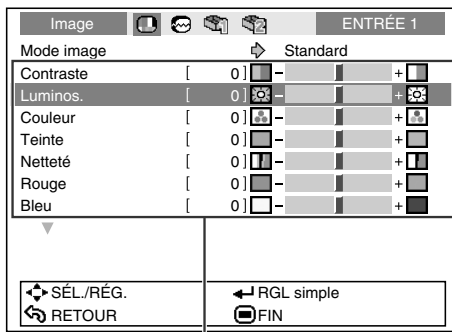 Image ENTRÉE 1
Mode image Standard
Contraste [ 0 ] - +
Luminos. [ 0 ] - +
Couleur [ 0 ] - +
Teinte [ 0 ] - +
Netteté [ 0 ] - +
Rouge [ 0 ] - +
Bleu [ 0 ] - +
SÉL./RÉG. RGL simple
RETOUR FIN